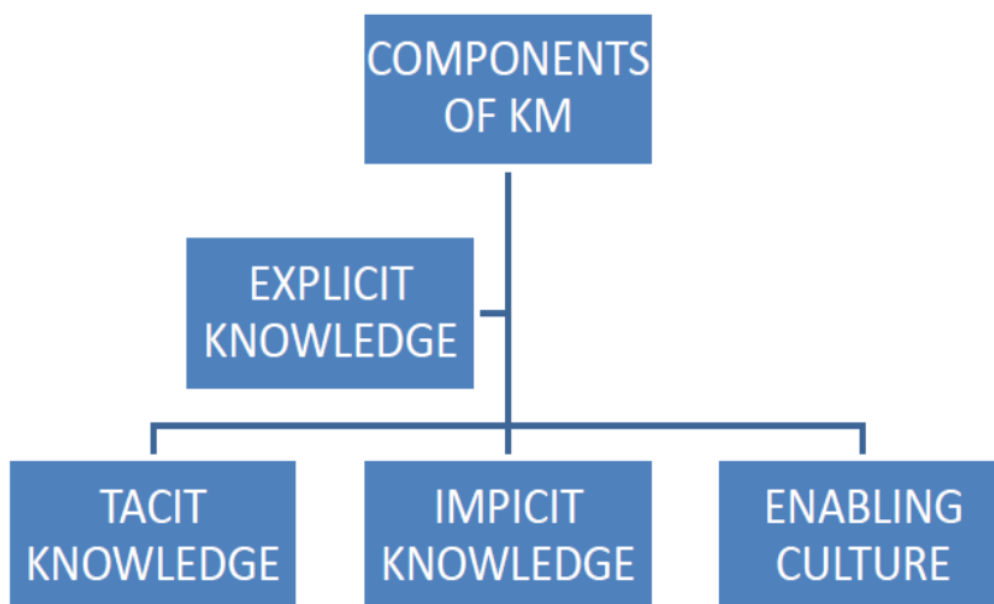 COMPONENTS
OF KM
EXPLICIT
KNOWLEDGE
TACIT
KNOWLEDGE
IMPICIT
KNOWLEDGE
ENABLING
CULTURE